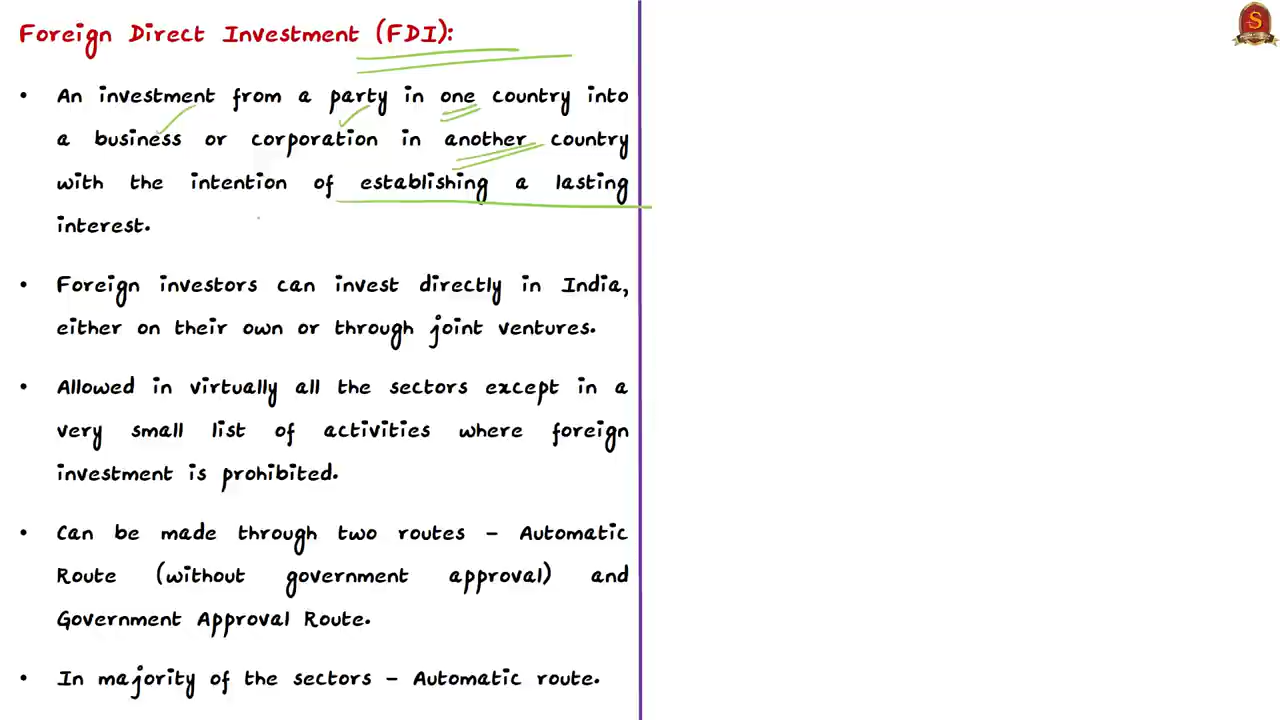 Foreign Direct Investment (FDI):
• An investment from a party in one country into
a business or corporation in another country
with the intention of establishing a lasting
interest.
• Foreign investors can invest directly in India,
either on their own or through joint ventures.
• Allowed in virtually all the sectors except in a
very small list of activities where foreign
investment is prohibited.
• Can be made through two routes – Automatic
Route (without government approval) and
Government Approval Route.
• In majority of the sectors – Automatic route.
S